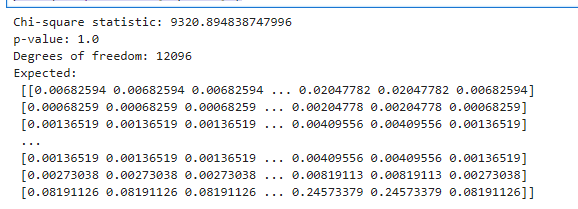 Chi-square statistic: 9320.894838747996
p-value: 1.0
Degrees of freedom: 12096
Expected:
[[0.00682594 0.00682594 0.00682594 ... 0.02047782 0.02047782 0.00682594]
[0.00068259 0.00068259 0.00068259 ... 0.00204778 0.00204778 0.00068259]
[0.00136519 0.00136519 0.00136519 ... 0.00409556 0.00409556 0.00136519]
...
[0.00136519 0.00136519 0.00136519 ... 0.00409556 0.00409556 0.00136519]
[0.00273038 0.00273038 0.00273038 ... 0.00819113 0.00819113 0.00273038]
[0.08191126 0.08191126 0.08191126 ... 0.24573379 0.24573379 0.08191126]]